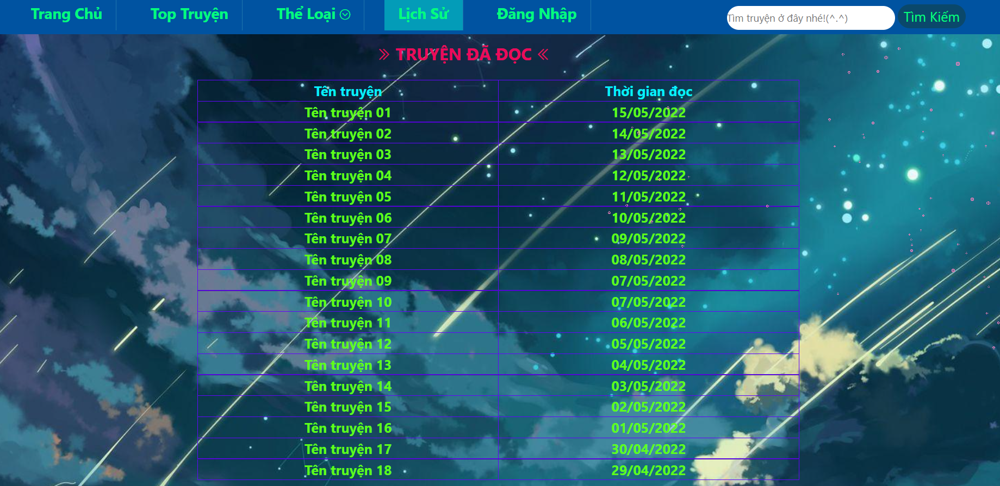 Trang Chủ Top Truyện Thể Loại Lịch Sử Đăng Nhập Tìm truyện ở đây nhé!(^.^) Tìm Kiếm
TRUYỆN ĐÃ ĐỌC
Tên truyện Thời gian đọc
Tên truyện 01 15/05/2022
Tên truyện 02 14/05/2022
Tên truyện 03 13/05/2022
Tên truyện 04 12/05/2022
Tên truyện 05 11/05/2022
Tên truyện 06 10/05/2022
Tên truyện 07 09/05/2022
Tên truyện 08 08/05/2022
Tên truyện 09 07/05/2022
Tên truyện 10 07/05/2022
Tên truyện 11 06/05/2022
Tên truyện 12 05/05/2022
Tên truyện 13 04/05/2022
Tên truyện 14 03/05/2022
Tên truyện 15 02/05/2022
Tên truyện 16 01/05/2022
Tên truyện 17 30/04/2022
Tên truyện 18 29/04/2022